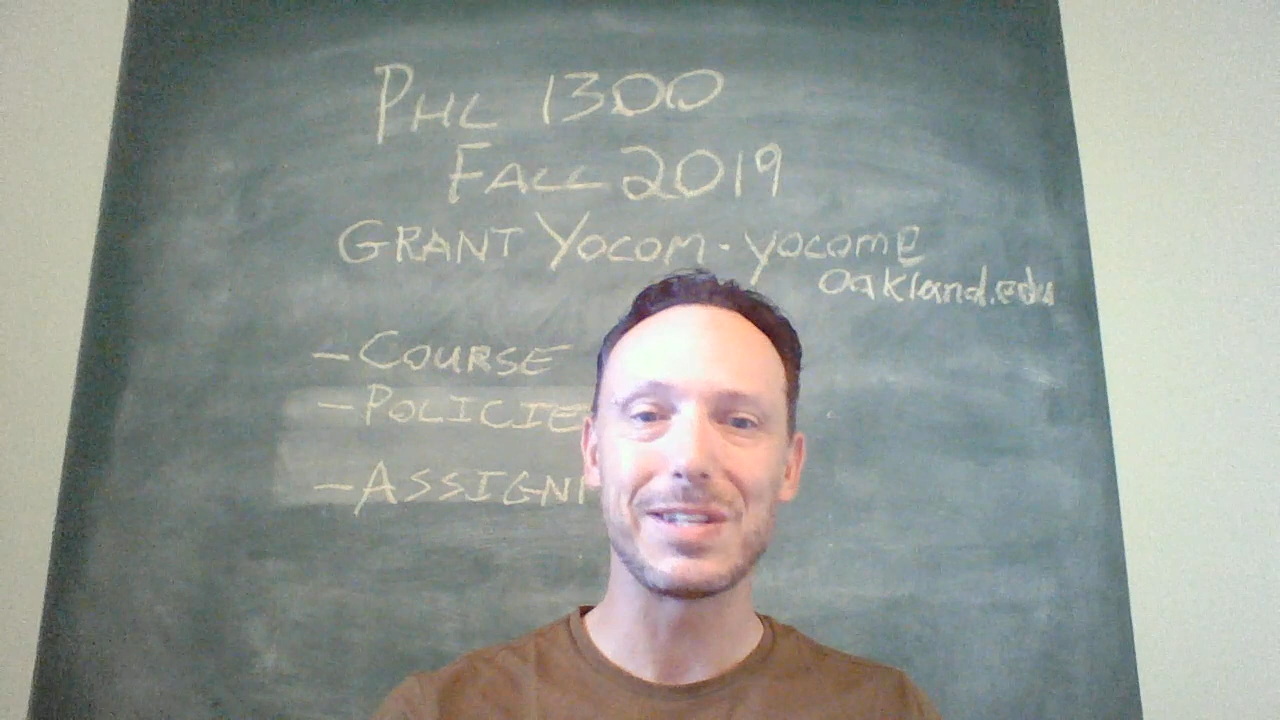 PHL 1300
FALL 2019
GRANT YOCOM · yocom@
oakland.edu
- COURSE
- POLICIE
- ASSIGN